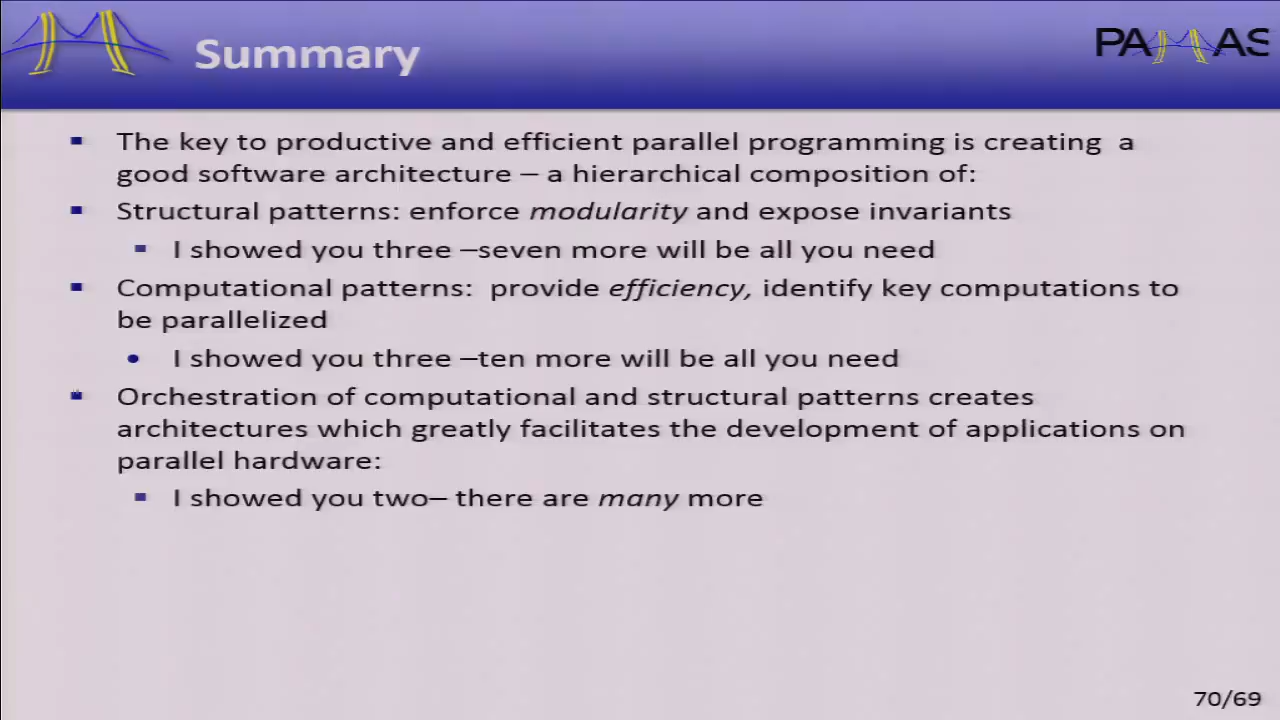 Summary
PAMAS
The key to productive and efficient parallel programming is creating a
good software architecture – a hierarchical composition of:
Structural patterns: enforce modularity and expose invariants
I showed you three –seven more will be all you need
Computational patterns: provide efficiency, identify key computations to
be parallelized
I showed you three –ten more will be all you need
Orchestration of computational and structural patterns creates
architectures which greatly facilitates the development of applications on
parallel hardware:
I showed you two– there are many more
70/69